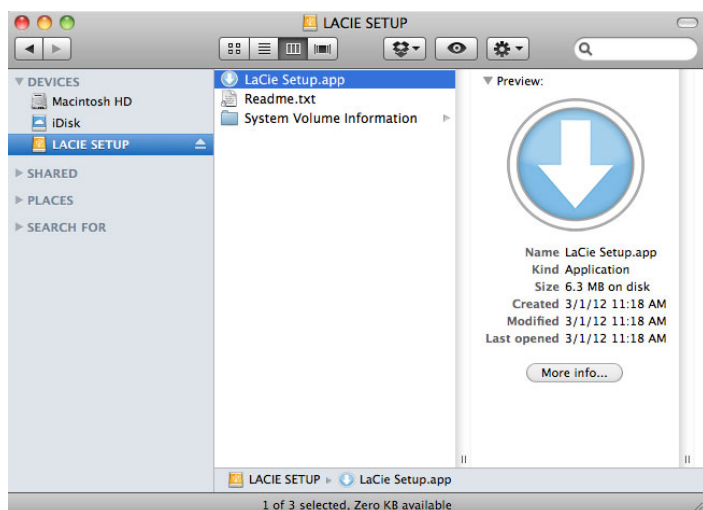 LACIE SETUP
DEVICES
Macintosh HD
iDisk
LACIE SETUP
SHARED
PLACES
SEARCH FOR
LaCie Setup.app
Readme.txt
System Volume Information
Preview:
Name LaCie Setup.app
Kind Application
Size 6.3 MB on disk
Created 3/1/12 11:18 AM
Modified 3/1/12 11:18 AM
Last opened 3/1/12 11:18 AM
More info...
LACIE SETUP ▸ LaCie Setup.app
1 of 3 selected, Zero KB available